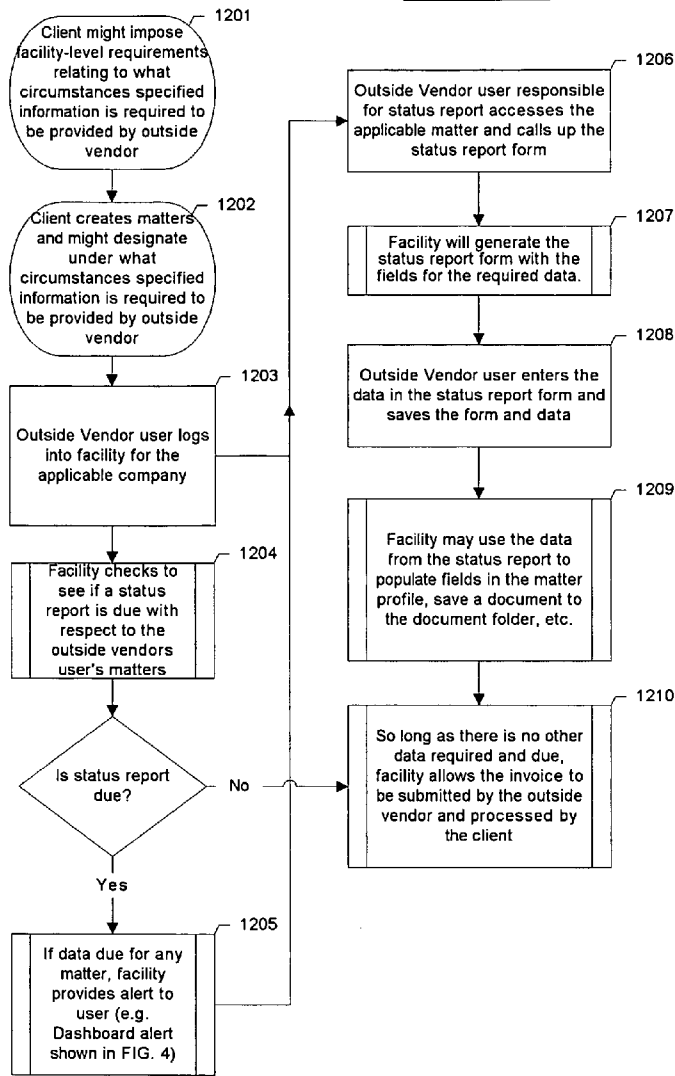 1201
Client might impose
facility-level requirements
relating to what
circumstances specified
information is required to
be provided by outside
vendor
1202
Client creates matters
and might designate
under what
circumstances specified
information is required to
be provided by outside
vendor
1203
Outside Vendor user logs
into facility for the
applicable company
1204
Facility checks to
see if a status
report is due with
respect to the
outside vendors
user's matters
Is status report
due?
No
Yes
1205
If data due for any
matter, facility
provides alert to
user (e.g.
Dashboard alert
shown in FIG. 4)
1206
Outside Vendor user responsible
for status report accesses the
applicable matter and calls up the
status report form
1207
Facility will generate the
status report form with the
fields for the required data.
1208
Outside Vendor user enters the
data in the status report form and
saves the form and data
1209
Facility may use the data
from the status report to
populate fields in the matter
profile, save a document to
the document folder, etc.
1210
So long as there is no other
data required and due,
facility allows the invoice to
be submitted by the outside
vendor and processed by
the client